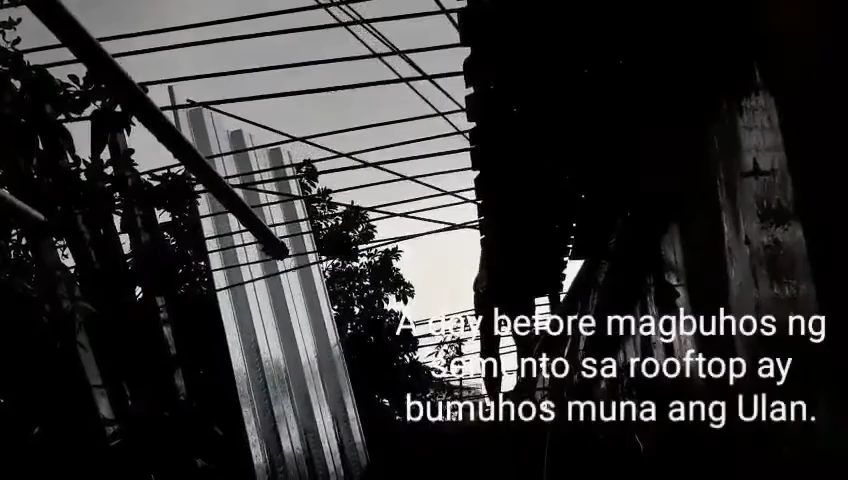 A day before magbuhos ng
semento sa rooftop ay
bumuhos muna ang Ulan.